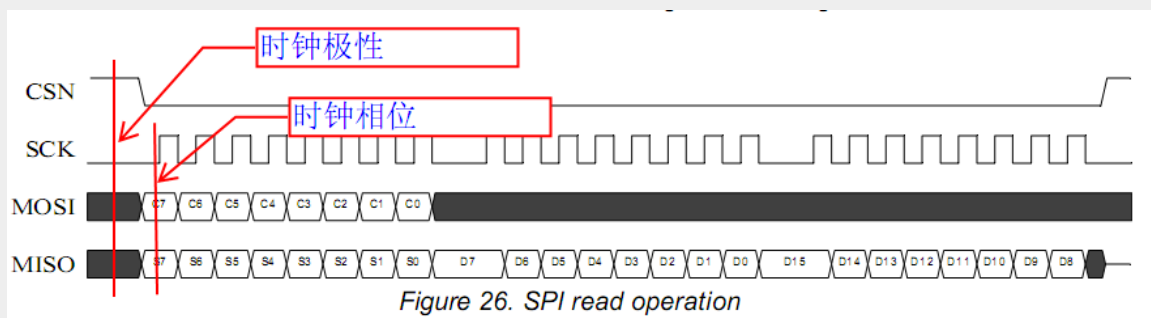 时钟极性
CSN
时钟相位
SCK
MOSI C7 C6 C5 C4 C3 C2 C1 C0
MISO S7 S6 S5 S4 S3 S2 S1 S0 D7 D6 D5 D4 D3 D2 D1 D0 D15 D14 D13 D12 D11 D10 D9 D8
Figure 26. SPI read operation